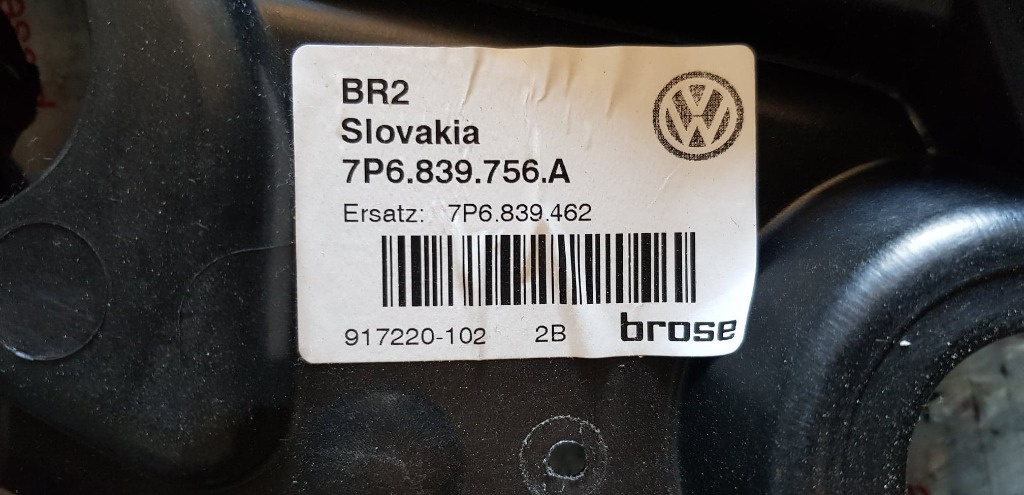 BR2
Slovakia
7P6.839.756.A
Ersatz: 7P6.839.462
917220-102 2B brose